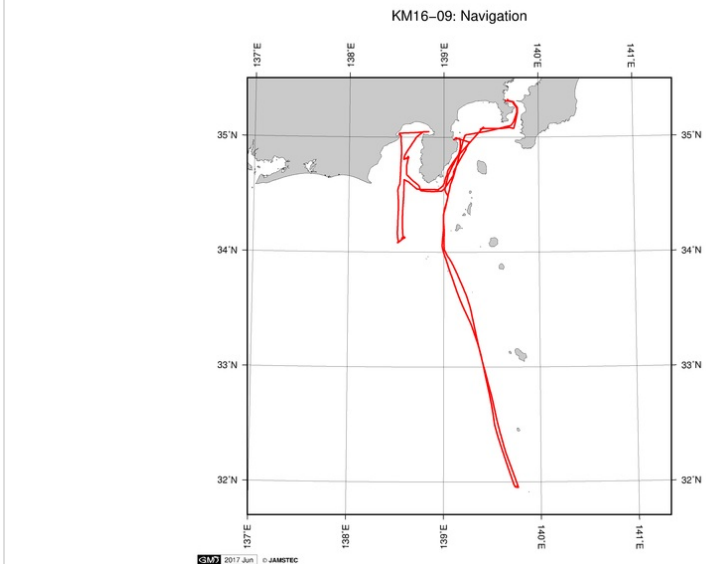 KM16−09: Navigation
137˚E 138˚E 139˚E 140˚E 141˚E
35˚N 35˚N
34˚N 34˚N
33˚N 33˚N
32˚N 32˚N
137˚E 138˚E 139˚E 140˚E 141˚E
GMT 2017 Jun © JAMSTEC